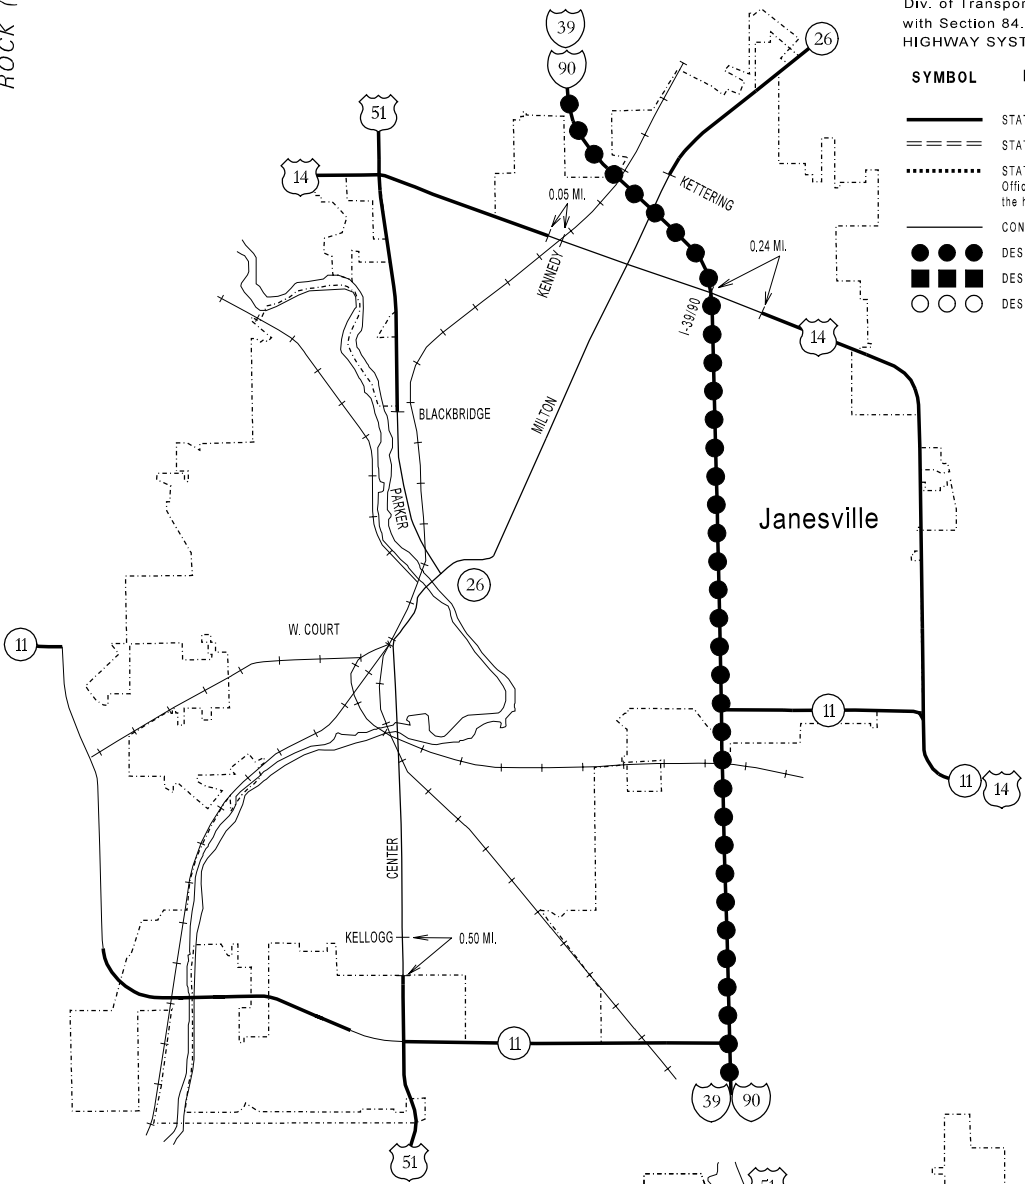 ROCK
Div. of Transpor
with Section 84.
HIGHWAY SYST
SYMBOL
STAT
STAT
STAT
Offic
the h
CON
DES
DES
DES
39
90
26
51
14
0.05 MI.
KETTERING
KENNEDY
0.24 MI.
I-39/90
14
BLACKBRIDGE
MILTON
PARKER
Janesville
26
W. COURT
11
11
11
14
CENTER
KELLOGG
0.50 MI.
11
39
90
51
51